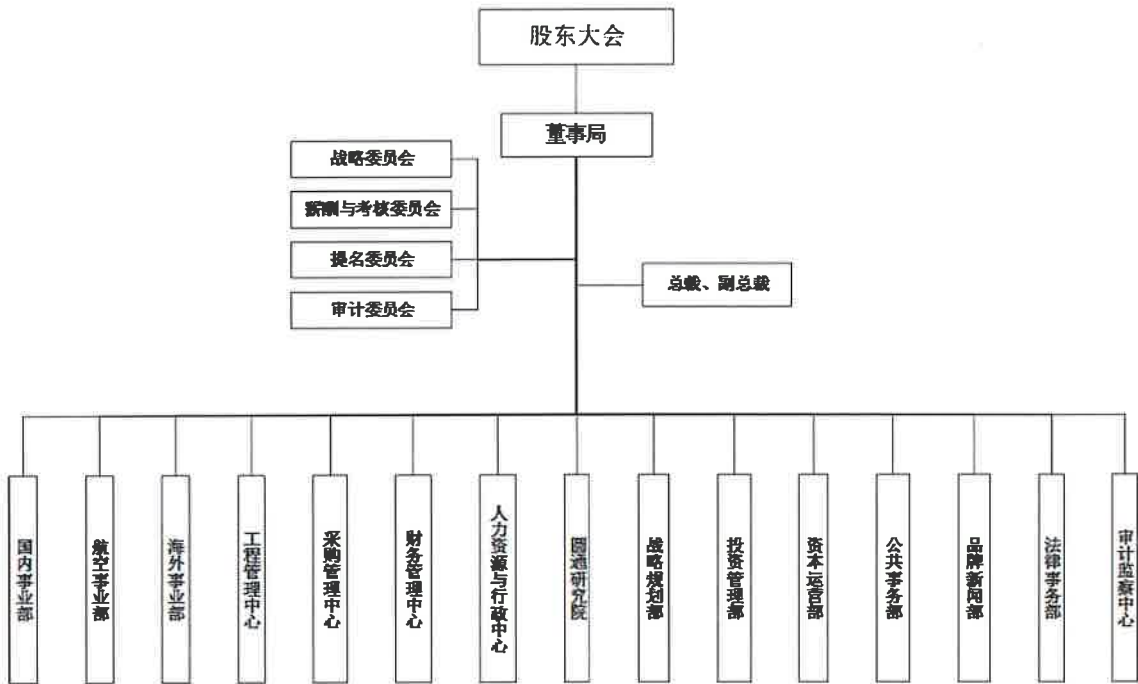 股东大会
董事局
战略委员会
薪酬与考核委员会
提名委员会
审计委员会
总裁、副总裁
国内事业部
航空事业部
海外事业部
工程管理中心
采购管理中心
财务管理中心
人力资源与行政中心
圆通研究院
战略规划部
投资管理部
资本运营部
公共事务部
品牌新闻部
法律事务部
审计监察中心